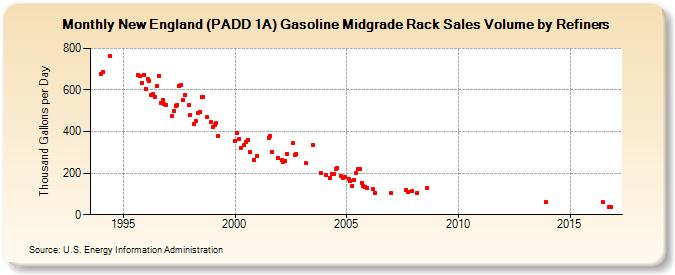 Monthly New England (PADD 1A) Gasoline Midgrade Rack Sales Volume by Refiners
Thousand Gallons per Day
800
600
400
200
0
1995 2000 2005 2010 2015
Source: U.S. Energy Information Administration